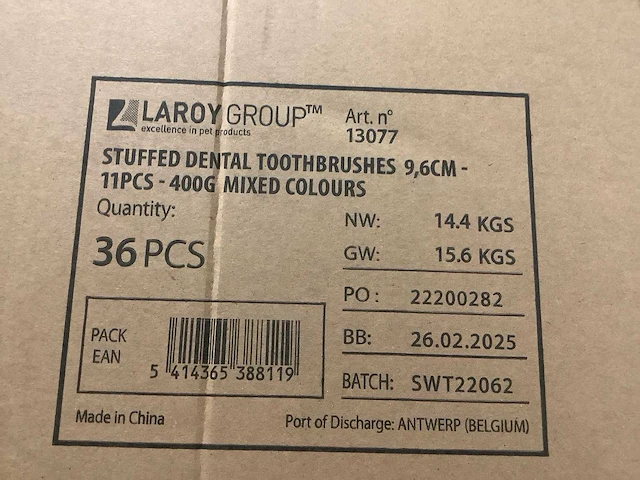 LAROY GROUP™
excellence in pet products
Art. n°
13077
STUFFED DENTAL TOOTHBRUSHES 9,6CM -
11PCS - 400G MIXED COLOURS
Quantity:
36 PCS
NW: 14.4 KGS
GW: 15.6 KGS
PO : 22200282
BB: 26.02.2025
BATCH: SWT22062
PACK
EAN
5 414365 388119
Made in China
Port of Discharge: ANTWERP (BELGIUM)